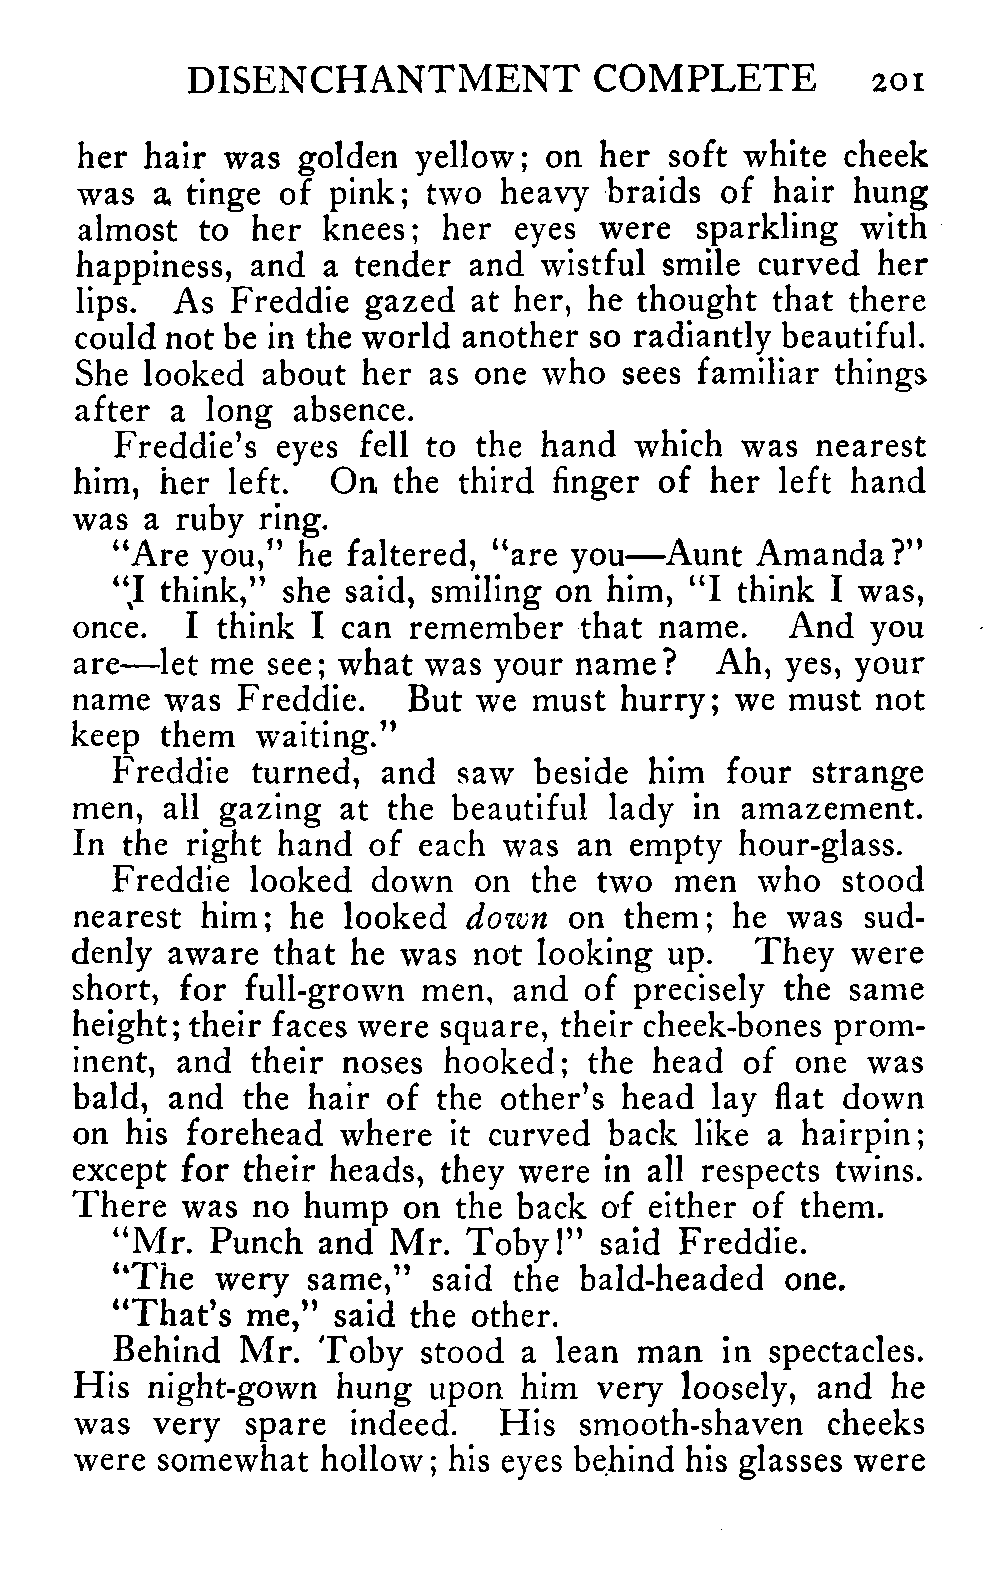 DISENCHANTMENT COMPLETE 201
her hair was golden yellow; on her soft white cheek
was a tinge of pink; two heavy braids of hair hung
almost to her knees; her eyes were sparkling with
happiness, and a tender and wistful smile curved her
lips. As Freddie gazed at her, he thought that there
could not be in the world another so radiantly beautiful.
She looked about her as one who sees familiar things
after a long absence.
Freddie's eyes fell to the hand which was nearest
him, her left. On the third finger of her left hand
was a ruby ring.
"Are you," he faltered, "are you—Aunt Amanda?"
"I think," she said, smiling on him, "I think I was,
once. I think I can remember that name. And you
are—let me see; what was your name? Ah, yes, your
name was Freddie. But we must hurry; we must not
keep them waiting."
Freddie turned, and saw beside him four strange
men, all gazing at the beautiful lady in amazement.
In the right hand of each was an empty hour-glass.
Freddie looked down on the two men who stood
nearest him; he looked down on them; he was sud-
denly aware that he was not looking up. They were
short, for full-grown men, and of precisely the same
height; their faces were square, their cheek-bones prom-
inent, and their noses hooked; the head of one was
bald, and the hair of the other's head lay flat down
on his forehead where it curved back like a hairpin;
except for their heads, they were in all respects twins.
There was no hump on the back of either of them.
"Mr. Punch and Mr. Toby!" said Freddie.
"The wery same," said the bald-headed one.
"That's me," said the other.
Behind Mr. Toby stood a lean man in spectacles.
His night-gown hung upon him very loosely, and he
was very spare indeed. His smooth-shaven cheeks
were somewhat hollow; his eyes behind his glasses were